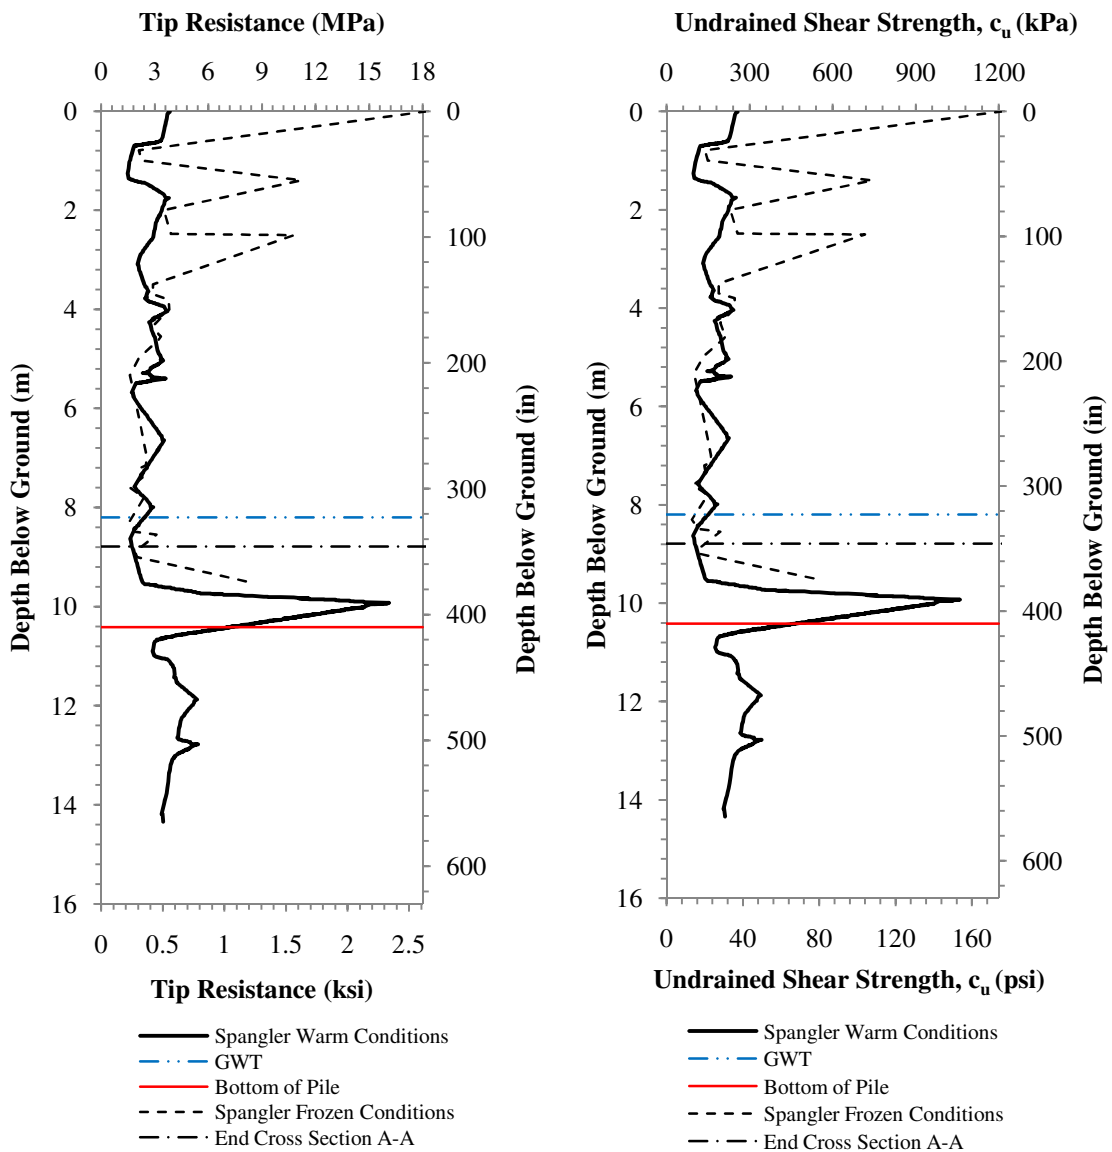 Tip Resistance (MPa)
0 3 6 9 12 15 18
0
2
4
6
8
10
12
14
16
Depth Below Ground (m)
0
100
200
300
400
500
600
Depth Below Ground (in)
0 0.5 1 1.5 2 2.5
Tip Resistance (ksi)
Spangler Warm Conditions
GWT
Bottom of Pile
Spangler Frozen Conditions
End Cross Section A-A
Undrained Shear Strength, cu (kPa)
0 300 600 900 1200
0
2
4
6
8
10
12
14
16
Depth Below Ground (m)
0
100
200
300
400
500
600
Depth Below Ground (in)
0 40 80 120 160
Undrained Shear Strength, cu (psi)
Spangler Warm Conditions
GWT
Bottom of Pile
Spangler Frozen Conditions
End Cross Section A-A